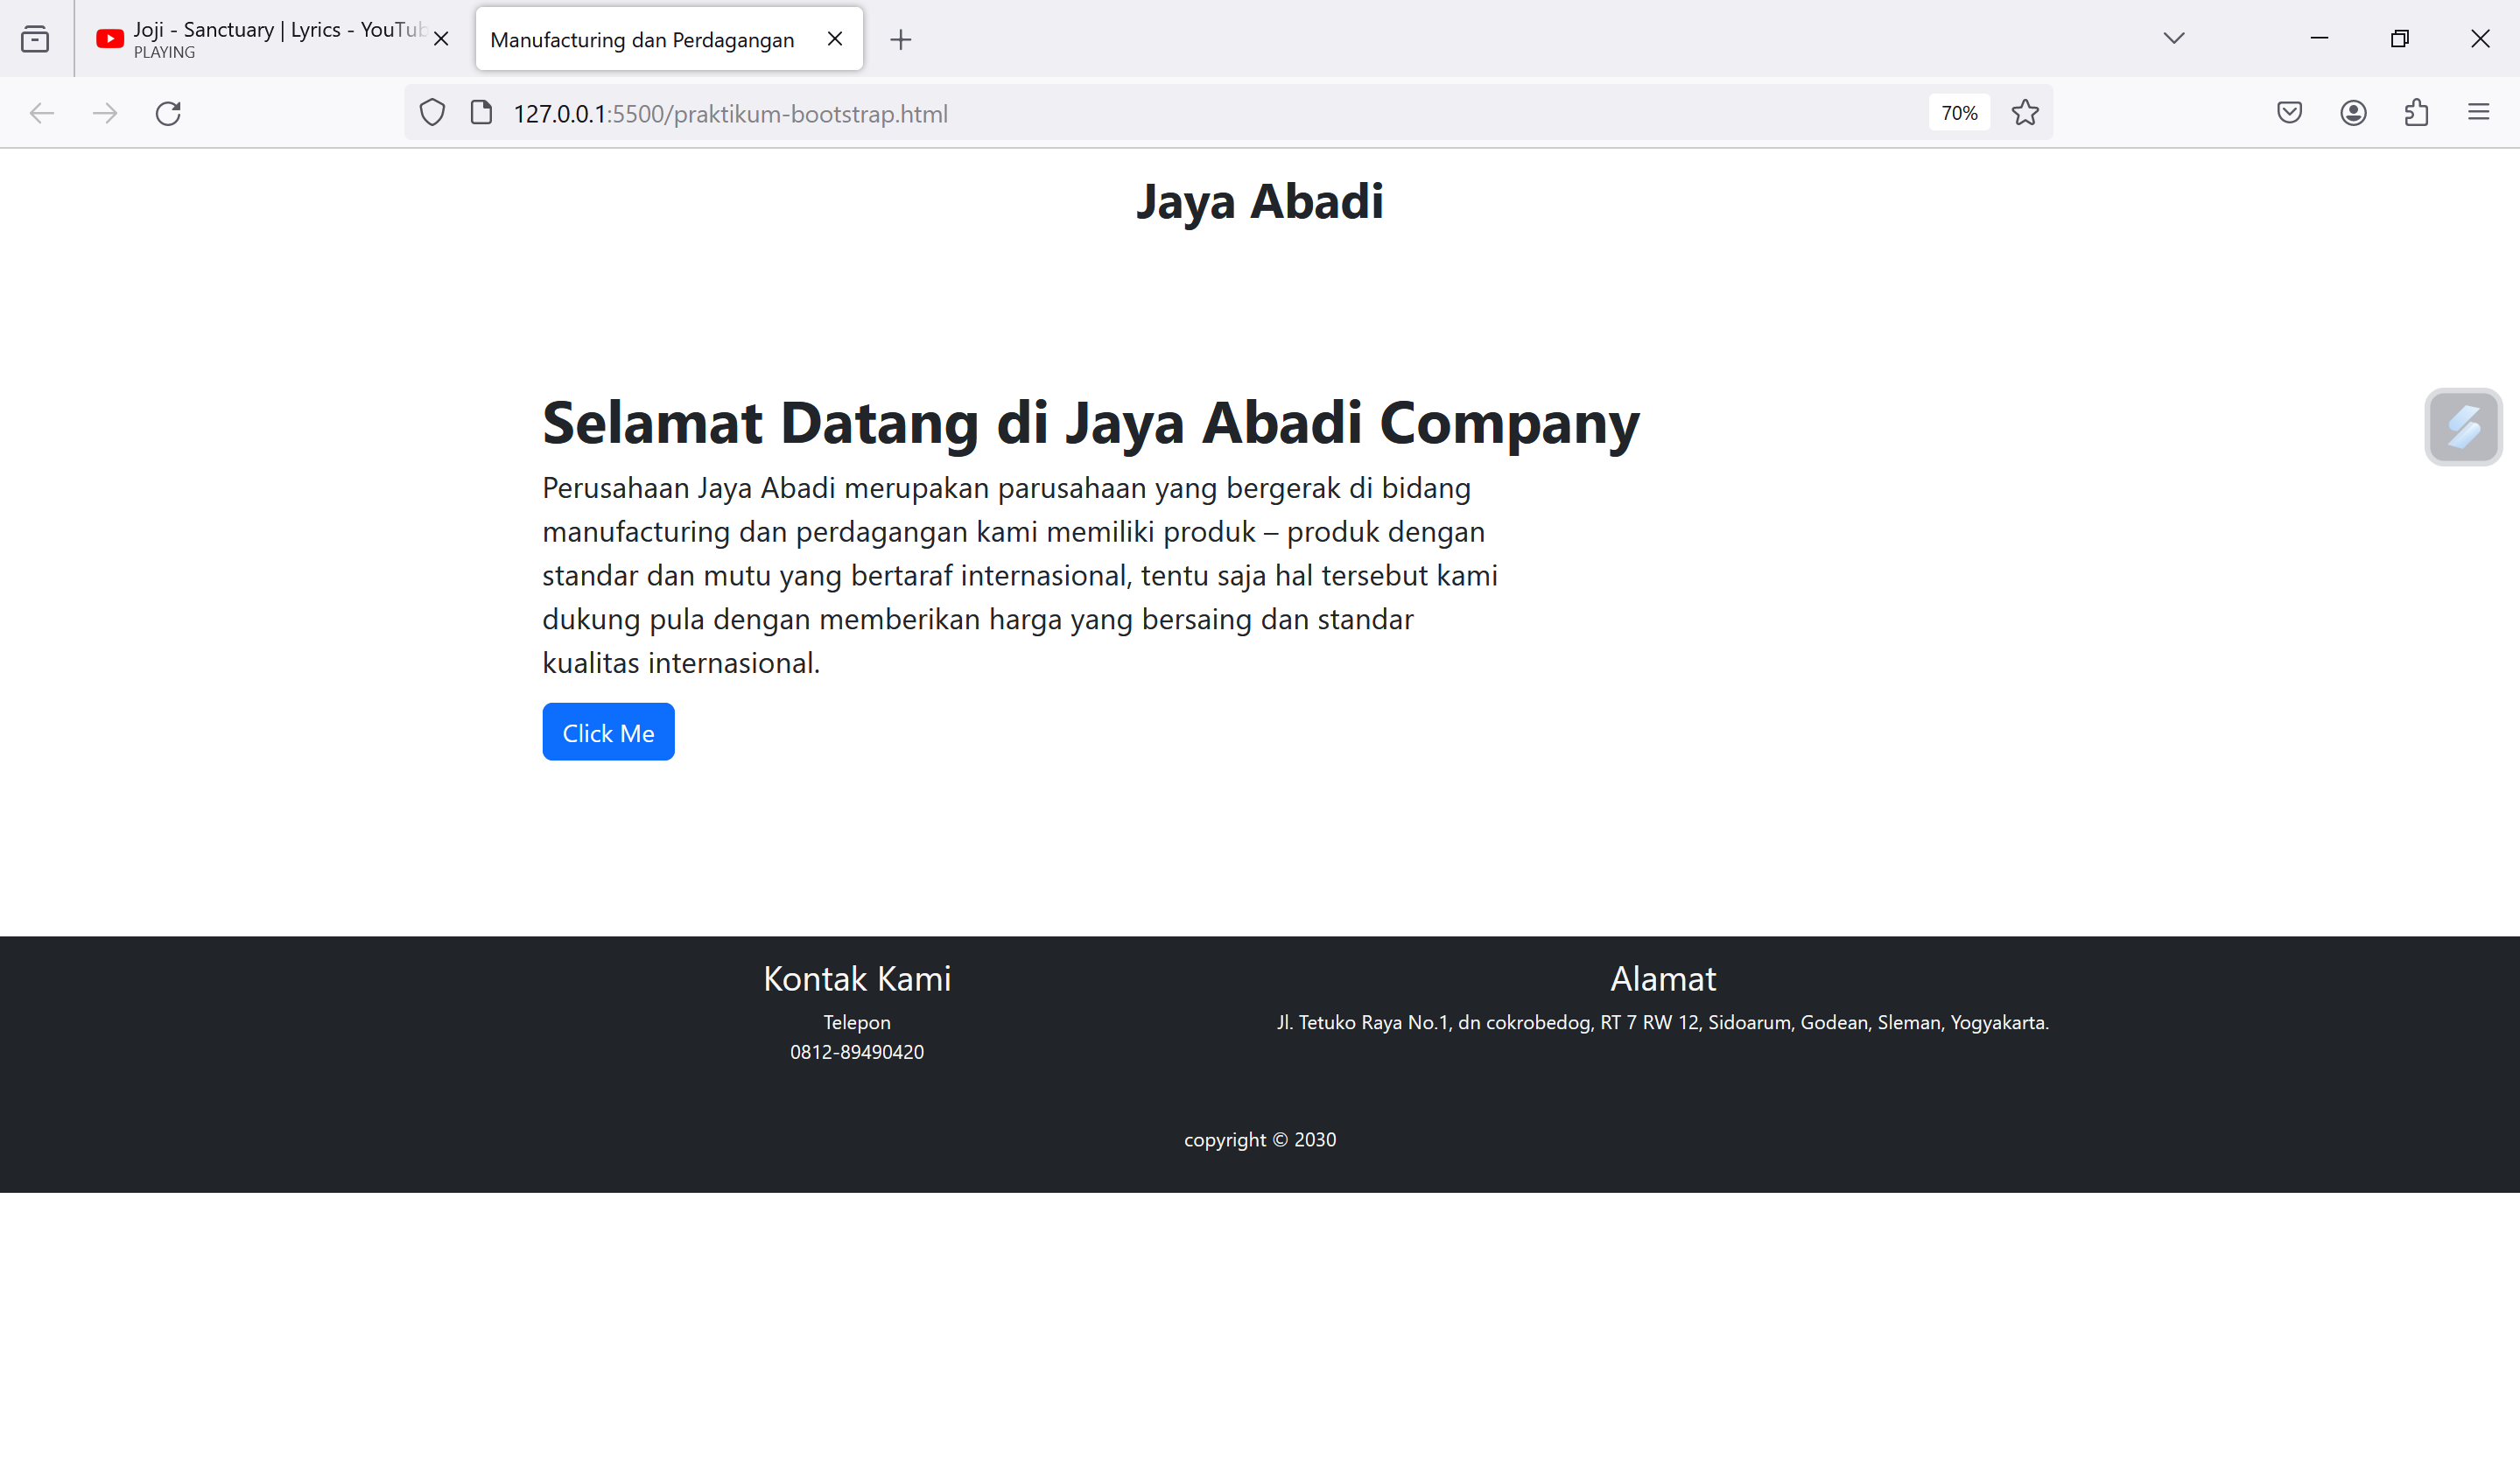 Joji - Sanctuary | Lyrics - YouTub
PLAYING
Manufacturing dan Perdagangan
127.0.0.1:5500/praktikum-bootstrap.html
70%
Jaya Abadi
Selamat Datang di Jaya Abadi Company
Perusahaan Jaya Abadi merupakan parusahaan yang bergerak di bidang
manufacturing dan perdagangan kami memiliki produk – produk dengan
standar dan mutu yang bertaraf internasional, tentu saja hal tersebut kami
dukung pula dengan memberikan harga yang bersaing dan standar
kualitas internasional.
Click Me
Kontak Kami
Telepon
0812-89490420
Alamat
Jl. Tetuko Raya No.1, dn cokrobedog, RT 7 RW 12, Sidoarum, Godean, Sleman, Yogyakarta.
copyright © 2030